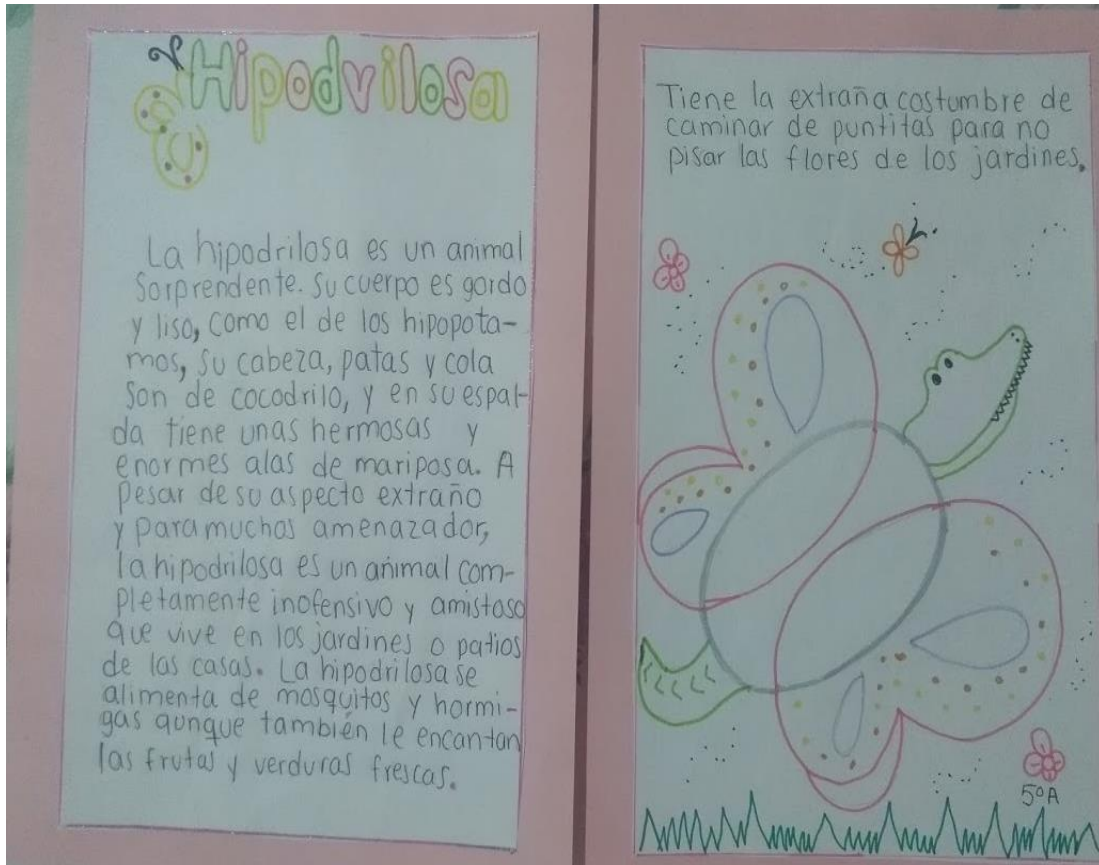 Hipodvilosa
La hipodrilosa es un animal
Sorprendente. Su cuerpo es gordo
y liso, como el de los hipopota-
mos, su cabeza, patas y cola
Son de cocodrilo, y en su espal-
da tiene unas hermosas y
enormes alas de mariposa. A
pesar de su aspecto extraño
y para muchos amenazador,
la hipodrilosa es un animal com-
pletamente inofensivo y amistoso
que vive en los jardines o patios
de las casas. La hipodrilosa se
alimenta de mosquitos y hormi-
gas aunque también le encantan
las frutas y verduras frescas.
Tiene la extraña costumbre de
caminar de puntitas para no
pisar las flores de los jardines.
5ºA